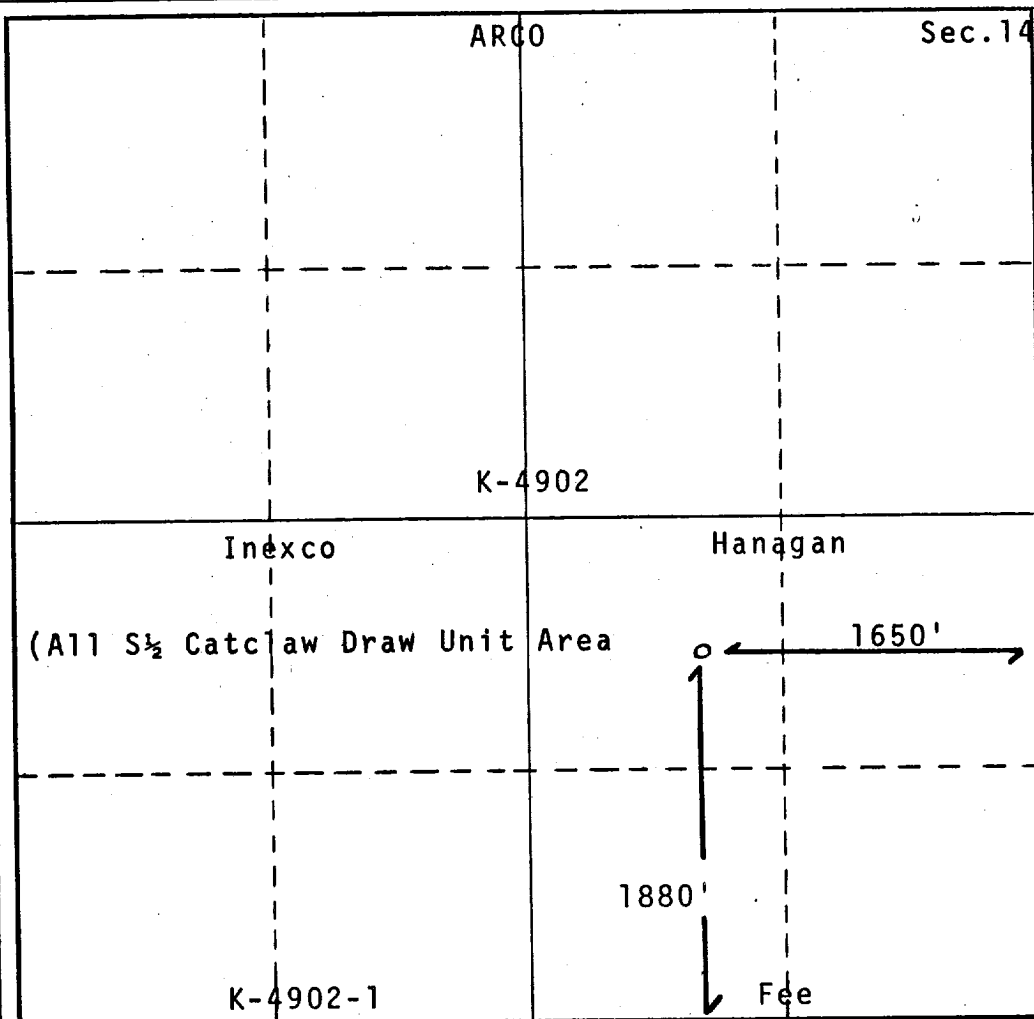 ARCO Sec.14
K-4902
Inexco Hanagan
(All S½ Catclaw Draw Unit Area 1650'
1880'
K-4902-1 Fee